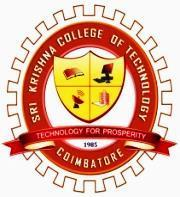 SRI KRISHNA COLLEGE OF TECHNOLOGY
TECHNOLOGY FOR PROSPERITY
1985
COIMBATORE